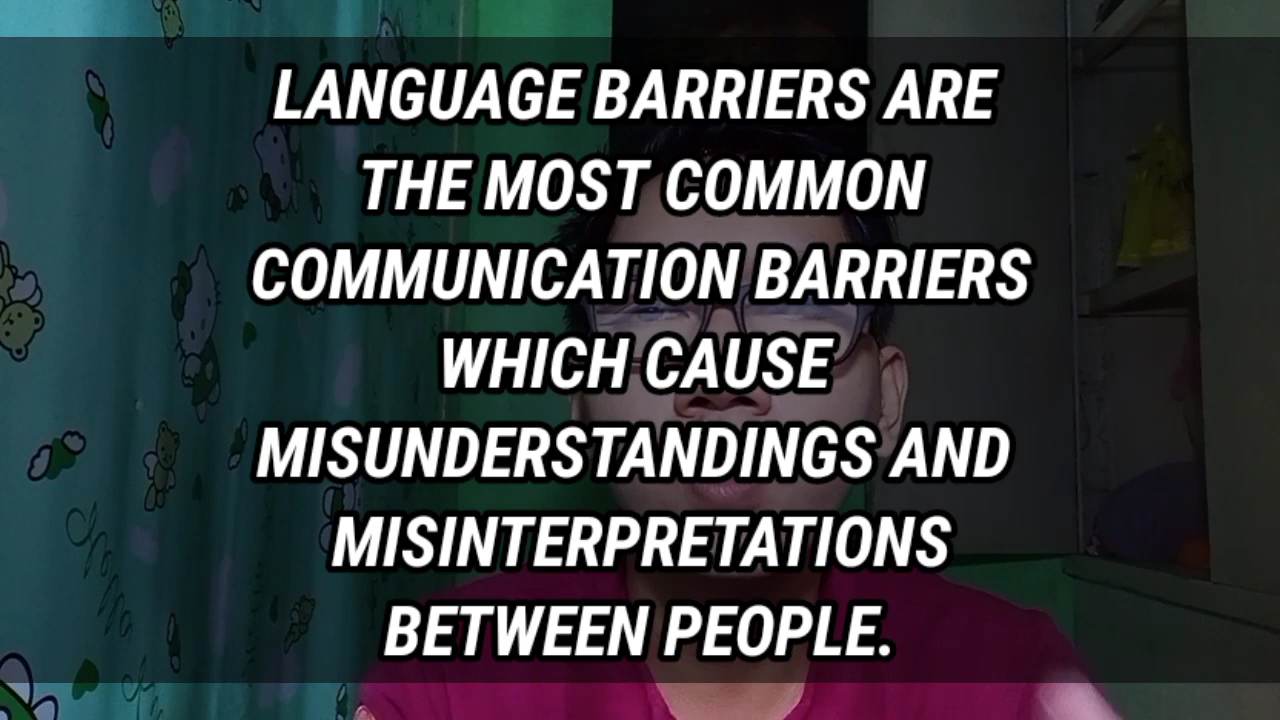 LANGUAGE BARRIERS ARE
THE MOST COMMON
COMMUNICATION BARRIERS
WHICH CAUSE
MISUNDERSTANDINGS AND
MISINTERPRETATIONS
BETWEEN PEOPLE.